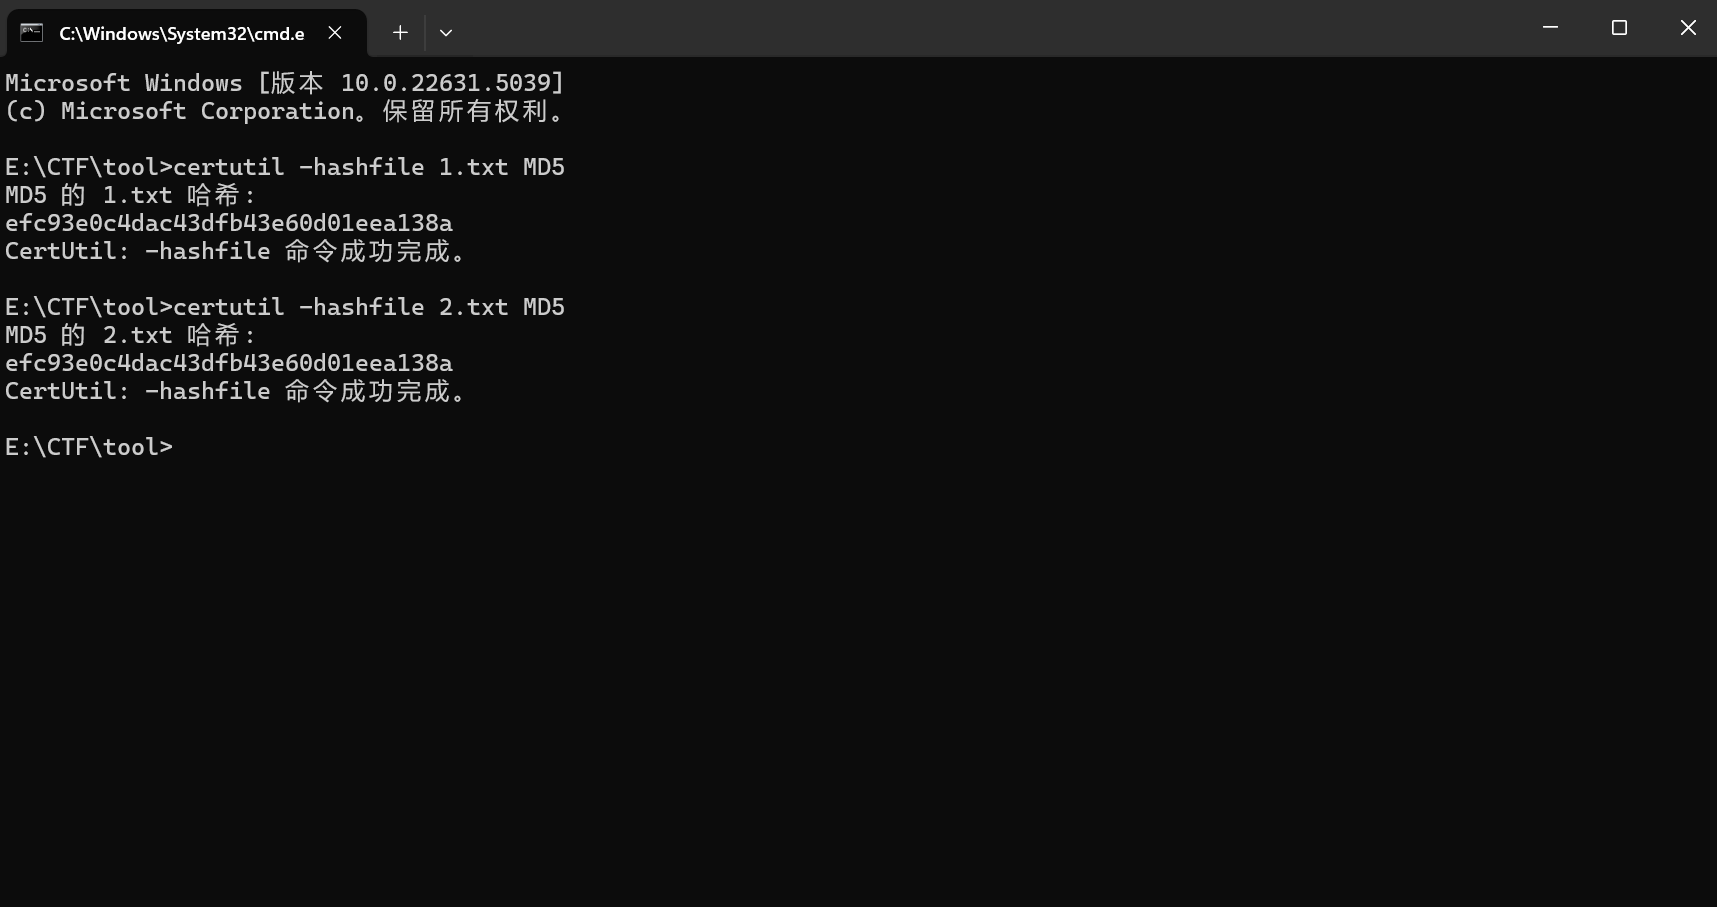 C:\Windows\System32\cmd.e
Microsoft Windows [版本 10.0.22631.5039]
(c) Microsoft Corporation。保留所有权利。
E:\CTF\tool>certutil -hashfile 1.txt MD5
MD5 的 1.txt 哈希:
efc93e0c4dac43dfb43e60d01eea138a
CertUtil: -hashfile 命令成功完成。
E:\CTF\tool>certutil -hashfile 2.txt MD5
MD5 的 2.txt 哈希:
efc93e0c4dac43dfb43e60d01eea138a
CertUtil: -hashfile 命令成功完成。
E:\CTF\tool>